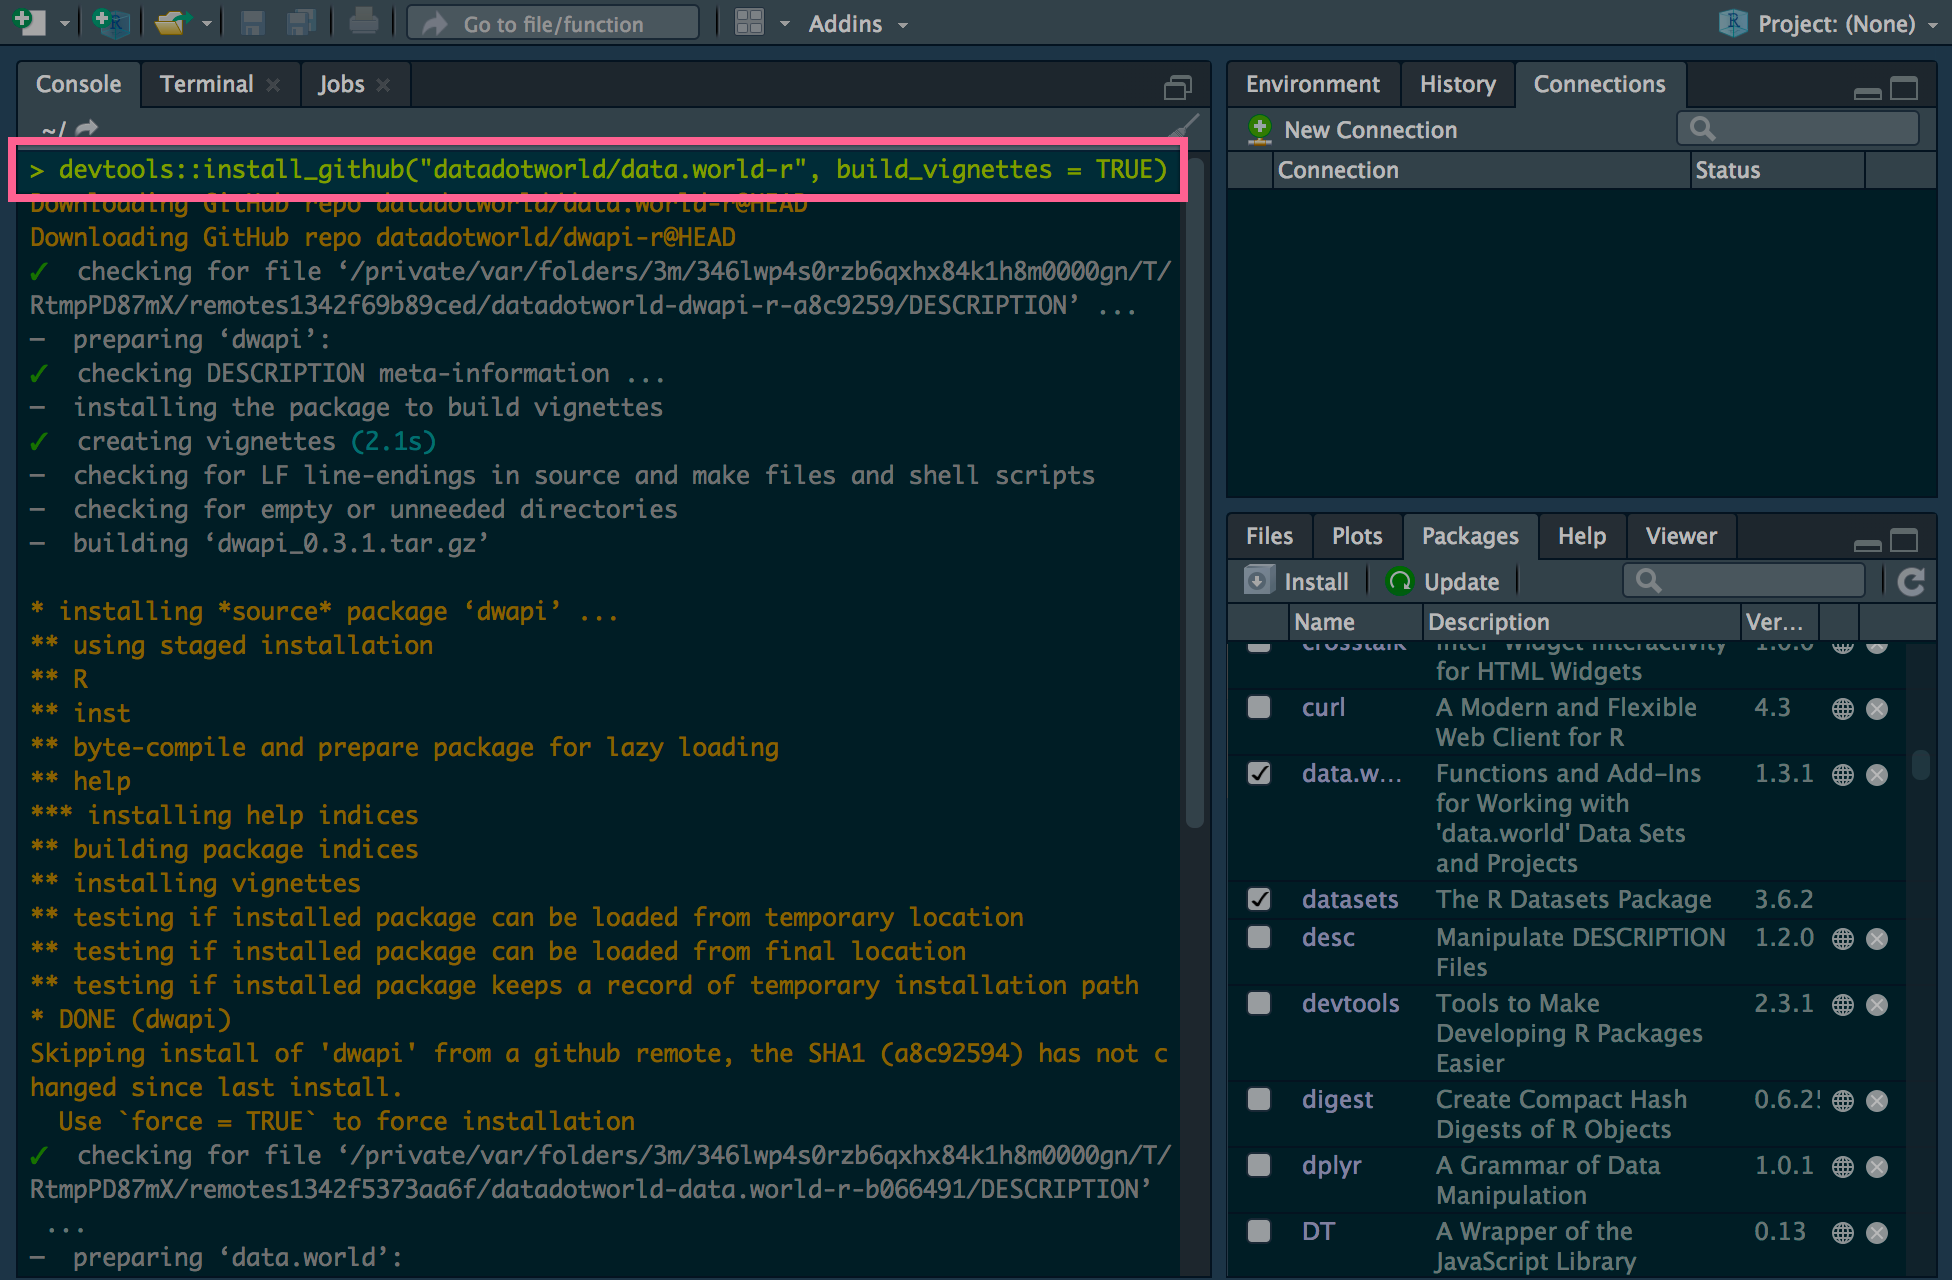 Go to file/function
Addins
Project: (None)
Console
Terminal
Jobs
~/
> devtools::install_github("datadotworld/data.world-r", build_vignettes = TRUE)
Downloading GitHub repo datadotworld/data.world-r@HEAD
Downloading GitHub repo datadotworld/dwapi-r@HEAD
✓  checking for file ‘/private/var/folders/3m/346lwp4s0rzb6qxhx84k1h8m0000gn/T/
RtmpPD87mX/remotes1342f69b89ced/datadotworld-dwapi-r-a8c9259/DESCRIPTION’ ...
─  preparing ‘dwapi’:
✓  checking DESCRIPTION meta-information ...
─  installing the package to build vignettes
✓  creating vignettes (2.1s)
─  checking for LF line-endings in source and make files and shell scripts
─  checking for empty or unneeded directories
─  building ‘dwapi_0.3.1.tar.gz’
* installing *source* package ‘dwapi’ ...
** using staged installation
** R
** inst
** byte-compile and prepare package for lazy loading
** help
*** installing help indices
** building package indices
** installing vignettes
** testing if installed package can be loaded from temporary location
** testing if installed package can be loaded from final location
** testing if installed package keeps a record of temporary installation path
* DONE (dwapi)
Skipping install of 'dwapi' from a github remote, the SHA1 (a8c92594) has not c
hanged since last install.
  Use `force = TRUE` to force installation
✓  checking for file ‘/private/var/folders/3m/346lwp4s0rzb6qxhx84k1h8m0000gn/T/
RtmpPD87mX/remotes1342f5373aa6f/datadotworld-data.world-r-b066491/DESCRIPTION’
 ...
─  preparing ‘data.world’:
Environment
History
Connections
New Connection
Connection
Status
Files
Plots
Packages
Help
Viewer
Install
Update
Name
Description
Ver...
crosstalk Inter-Widget Interactivity 1.0.0
for HTML Widgets
curl A Modern and Flexible 4.3
Web Client for R
data.w... Functions and Add-Ins 1.3.1
for Working with
'data.world' Data Sets
and Projects
datasets The R Datasets Package 3.6.2
desc Manipulate DESCRIPTION 1.2.0
Files
devtools Tools to Make 2.3.1
Developing R Packages
Easier
digest Create Compact Hash 0.6.25
Digests of R Objects
dplyr A Grammar of Data 1.0.1
Manipulation
DT A Wrapper of the 0.13
JavaScript Library